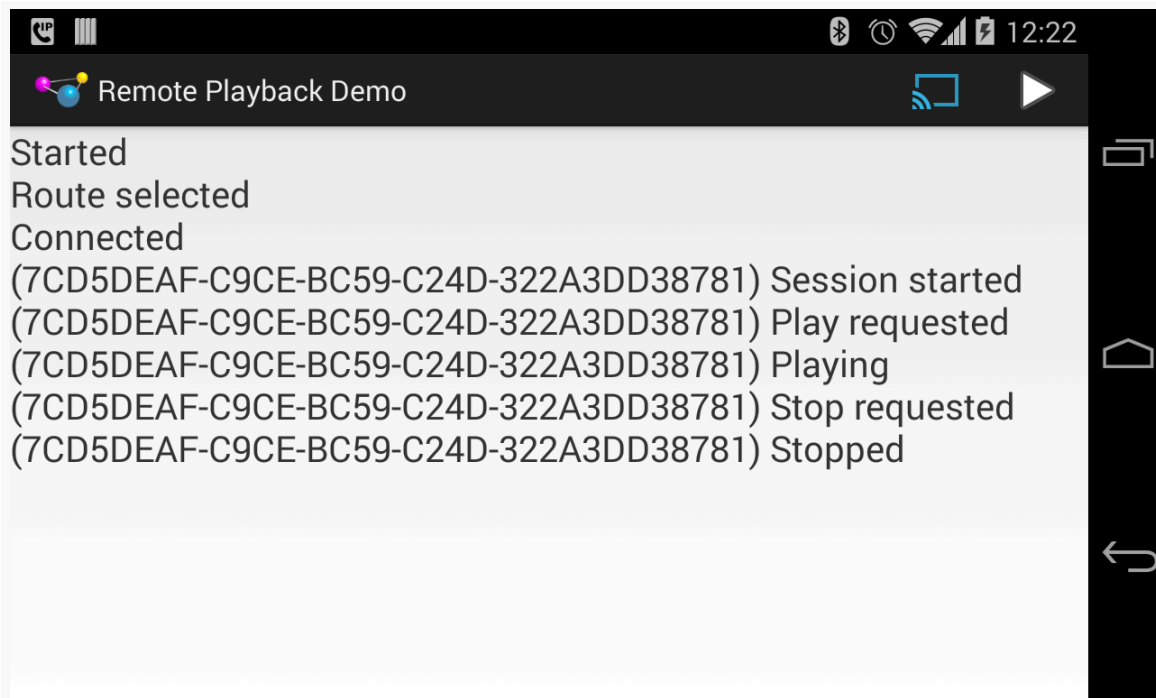 12:22
Remote Playback Demo
Started
Route selected
Connected
(7CD5DEAF-C9CE-BC59-C24D-322A3DD38781) Session started
(7CD5DEAF-C9CE-BC59-C24D-322A3DD38781) Play requested
(7CD5DEAF-C9CE-BC59-C24D-322A3DD38781) Playing
(7CD5DEAF-C9CE-BC59-C24D-322A3DD38781) Stop requested
(7CD5DEAF-C9CE-BC59-C24D-322A3DD38781) Stopped